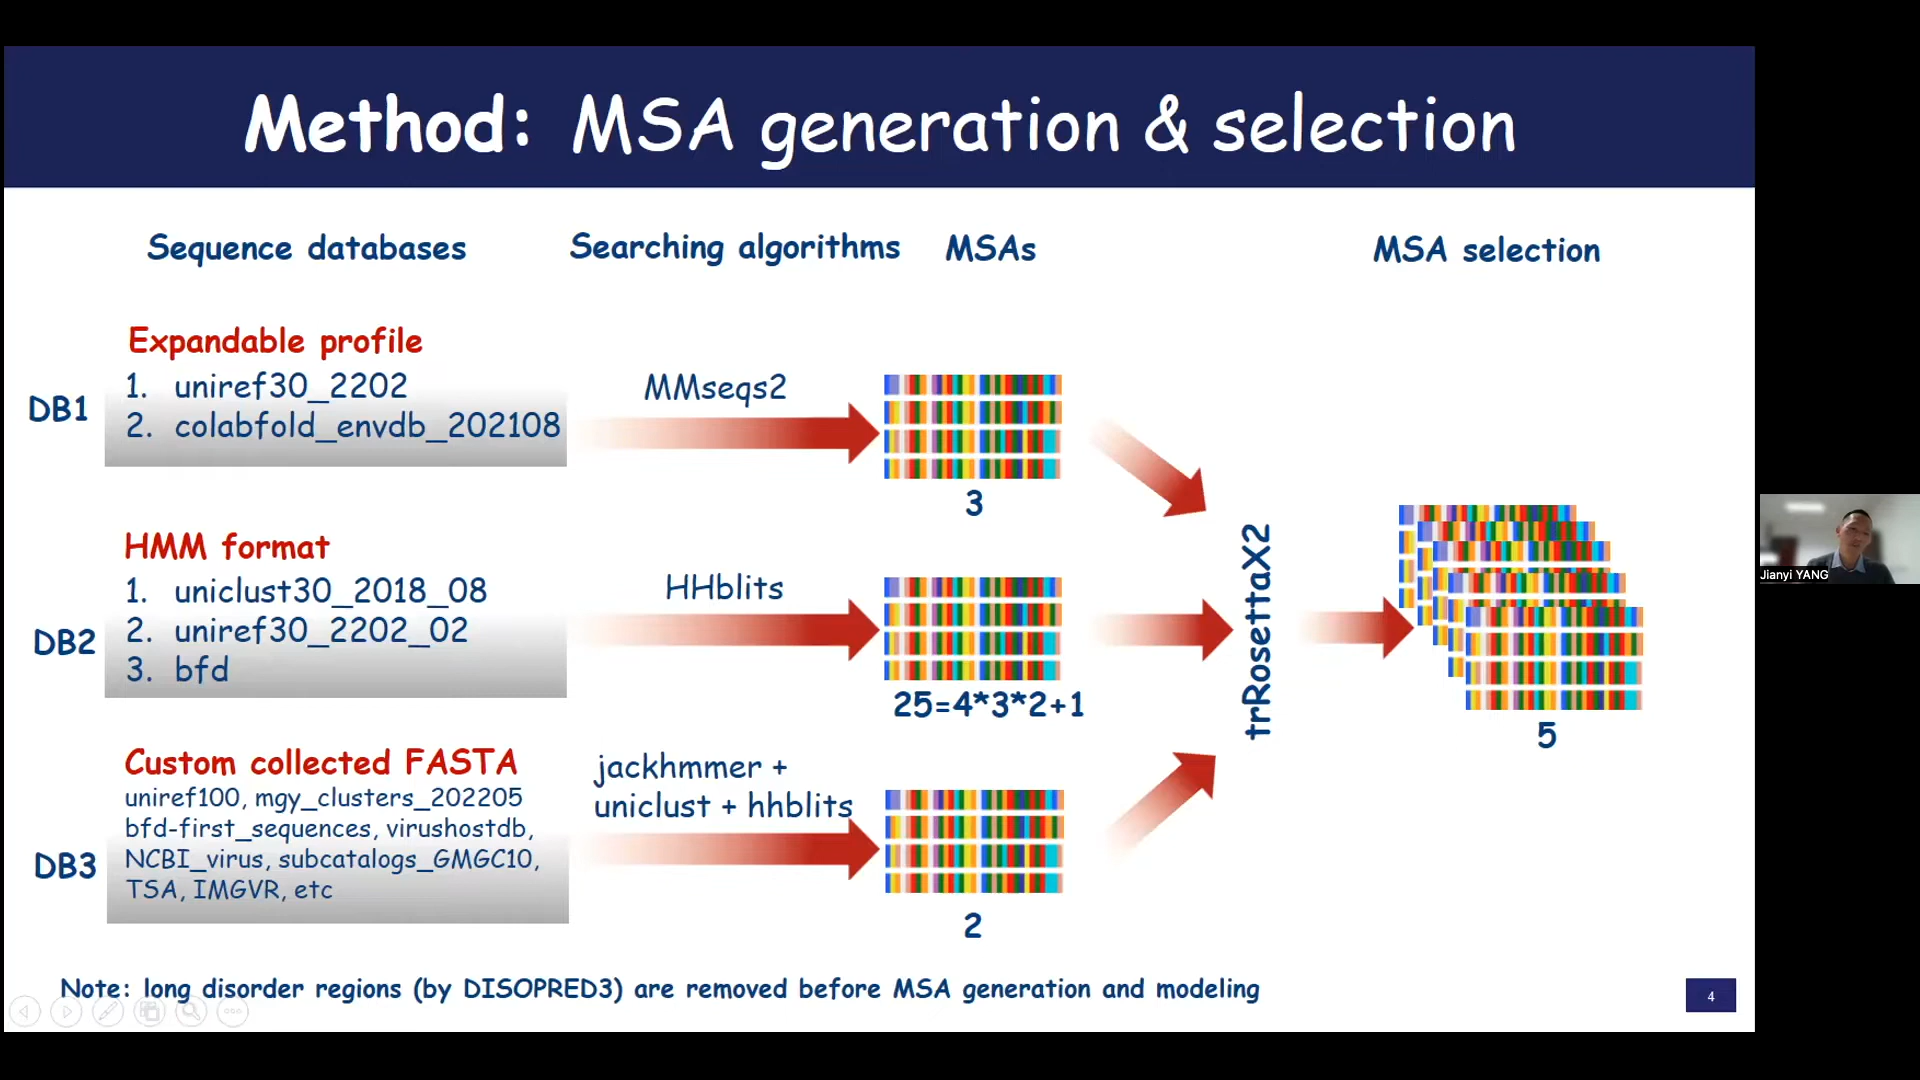 Method: MSA generation & selection
Sequence databases
Searching algorithms
MSAs
MSA selection
DB1
Expandable profile
1. uniref30_2202
2. colabfold_envdb_202108
MMseqs2
3
DB2
HMM format
1. uniclust30_2018_08
2. uniref30_2202_02
3. bfd
HHblits
25=4*3*2+1
DB3
Custom collected FASTA
uniref100, mgy_clusters_202205
bfd-first_sequences, virushostdb,
NCBI_virus, subcatalogs_GMGC10,
TSA, IMGVR, etc
jackhmmer +
uniclust + hhblits
2
trRosettaX2
5
Jianyi YANG
Note: long disorder regions (by DISOPRED3) are removed before MSA generation and modeling
4